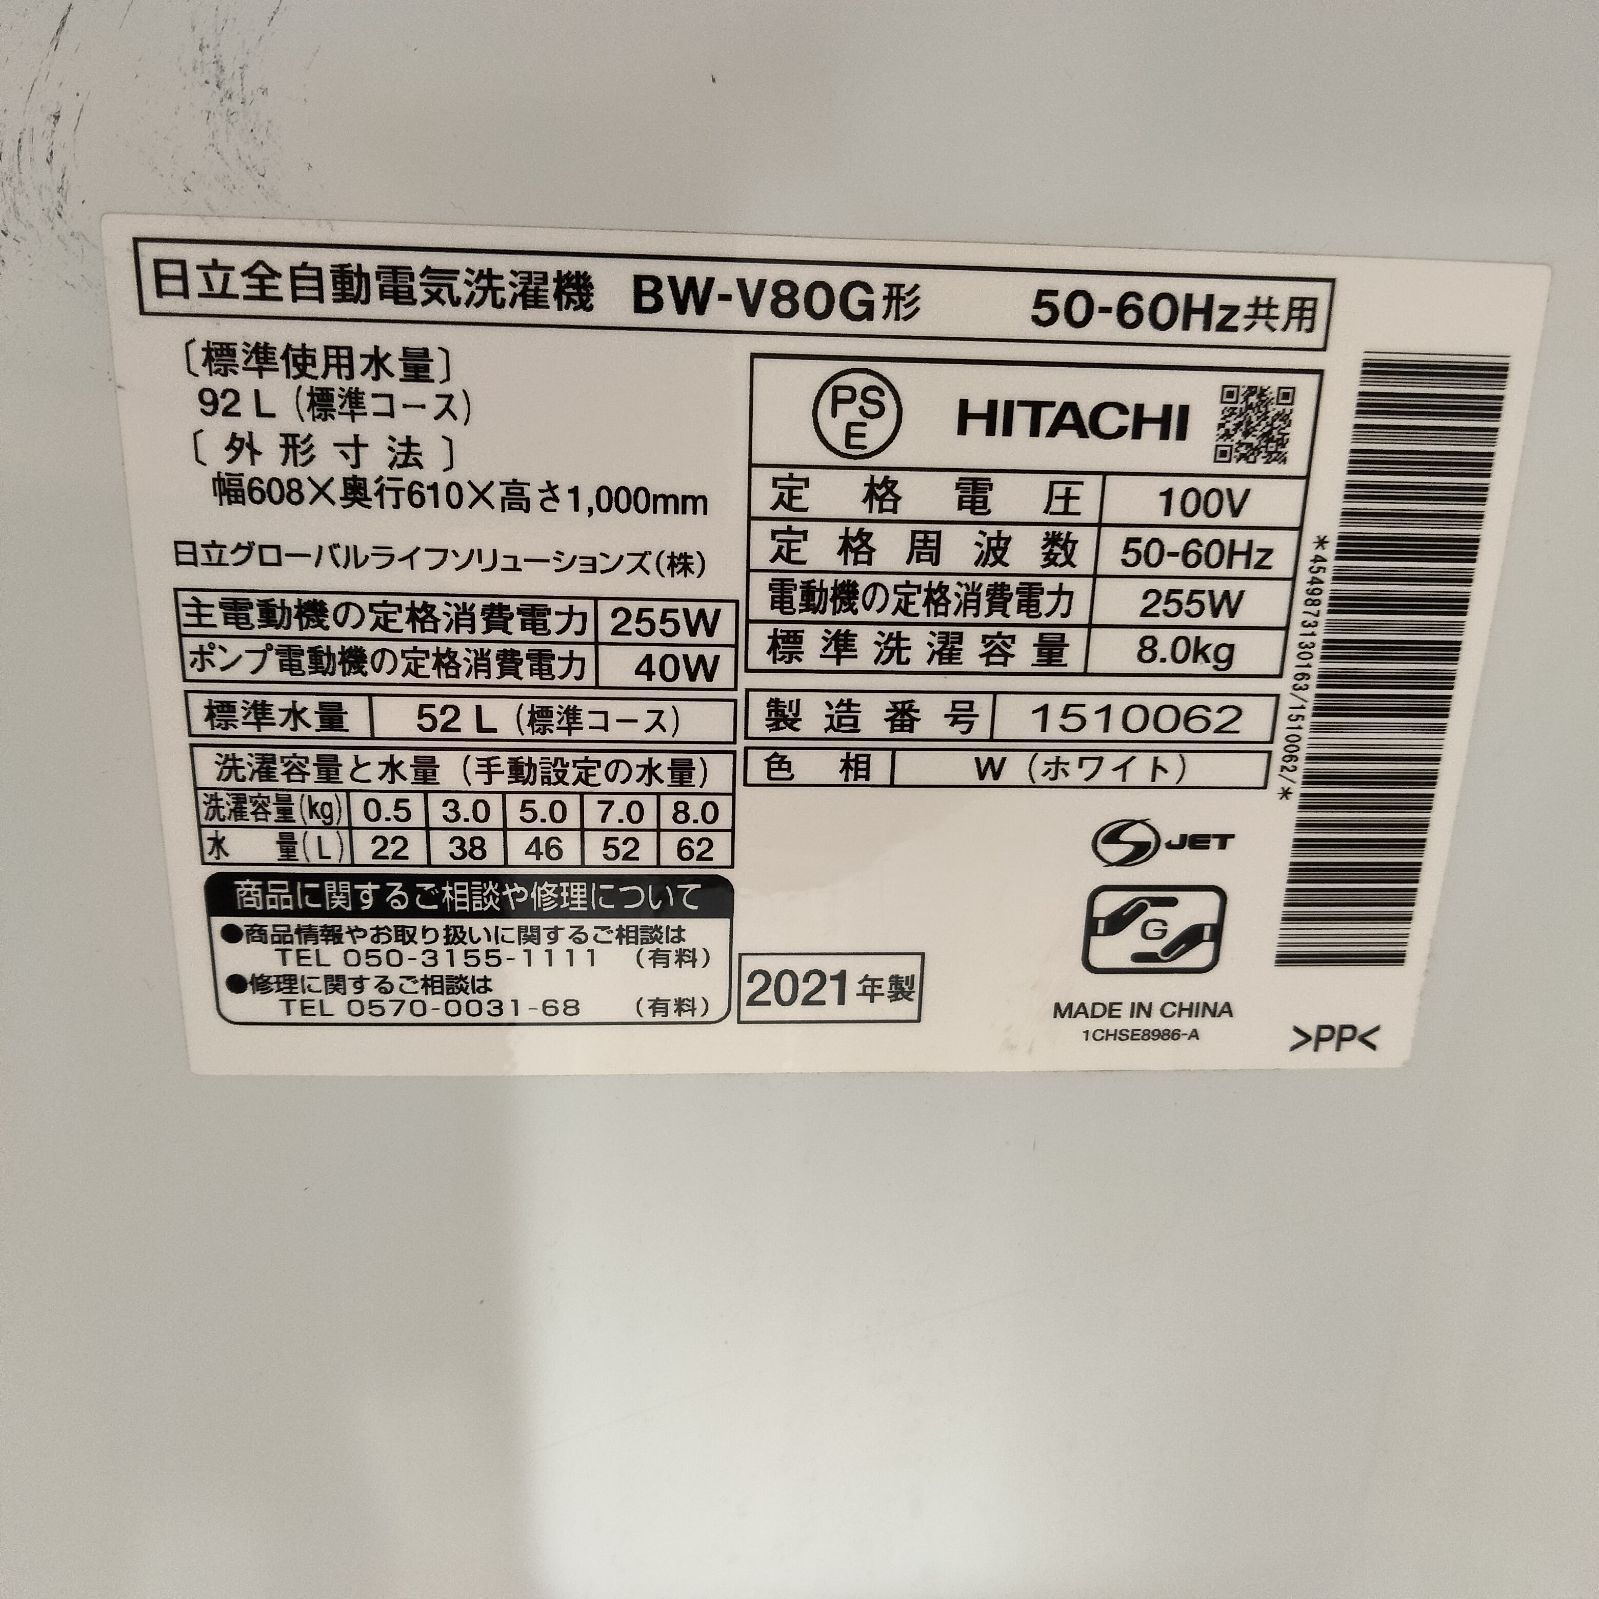 日立全自動電気洗濯機 BW-V80G形 50-60Hz共用
〔標準使用水量〕
92 L (標準コース)
〔外形寸法〕
幅608×奥行610×高さ1,000mm
日立グローバルライフソリューションズ(株)
主電動機の定格消費電力 255W
ポンプ電動機の定格消費電力 40W
標準水量 52 L (標準コース)
洗濯容量と水量 (手動設定の水量)
洗濯容量(kg) 0.5 3.0 5.0 7.0 8.0
水量(L) 22 38 46 52 62
商品に関するご相談や修理について
●商品情報やお取り扱いに関するご相談は
TEL 050-3155-1111 (有料)
●修理に関するご相談は
TEL 0570-0031-68 (有料)
PSE HITACHI
定格電圧 100V
定格周波数 50-60Hz
電動機の定格消費電力 255W
標準洗濯容量 8.0kg
製造番号 1510062
色相 W (ホワイト)
S JET
G
2021年製
MADE IN CHINA
1CHSE8986-A
>PP<
*4549873130163/1510062/*